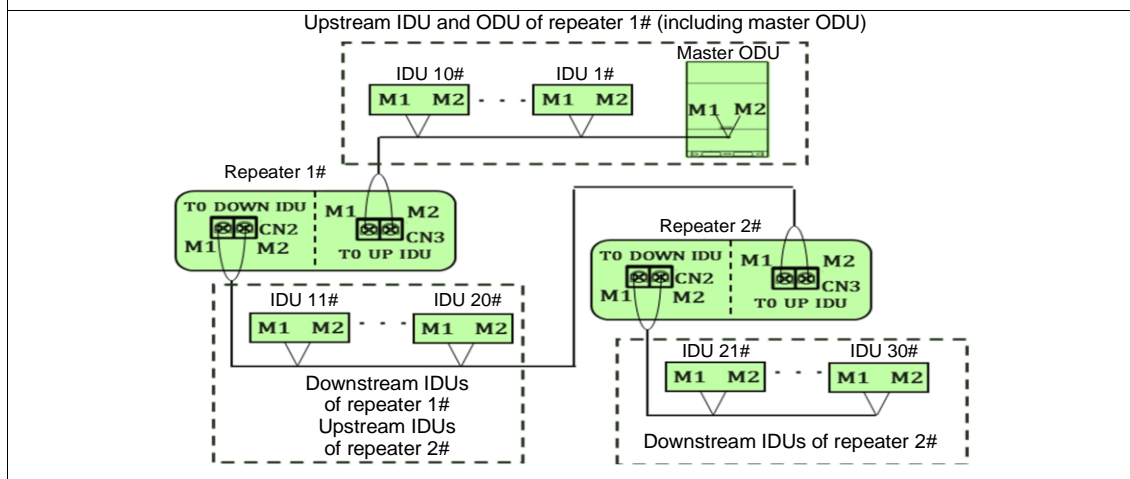 Upstream IDU and ODU of repeater 1# (including master ODU)
Master ODU
IDU 10#
IDU 1#
M1 M2 · · · M1 M2
M1 M2
Repeater 1#
TO DOWN IDU
CN2
M1 M2
M1 M2
CN3
TO UP IDU
Repeater 2#
TO DOWN IDU
CN2
M1 M2
M1 M2
CN3
TO UP IDU
IDU 11#
IDU 20#
M1 M2 · · · M1 M2
Downstream IDUs
of repeater 1#
Upstream IDUs
of repeater 2#
IDU 21#
IDU 30#
M1 M2 · · · M1 M2
Downstream IDUs of repeater 2#